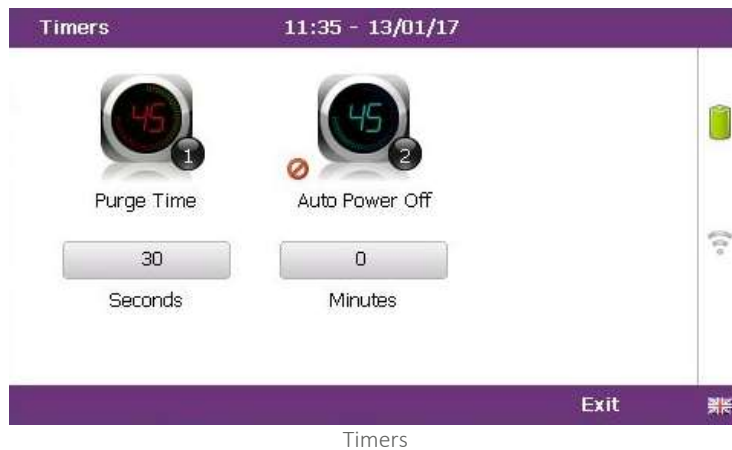 Timers 11:35 - 13/01/17
45 45
1 2
Purge Time Auto Power Off
30 0
Seconds Minutes
Exit
Timers